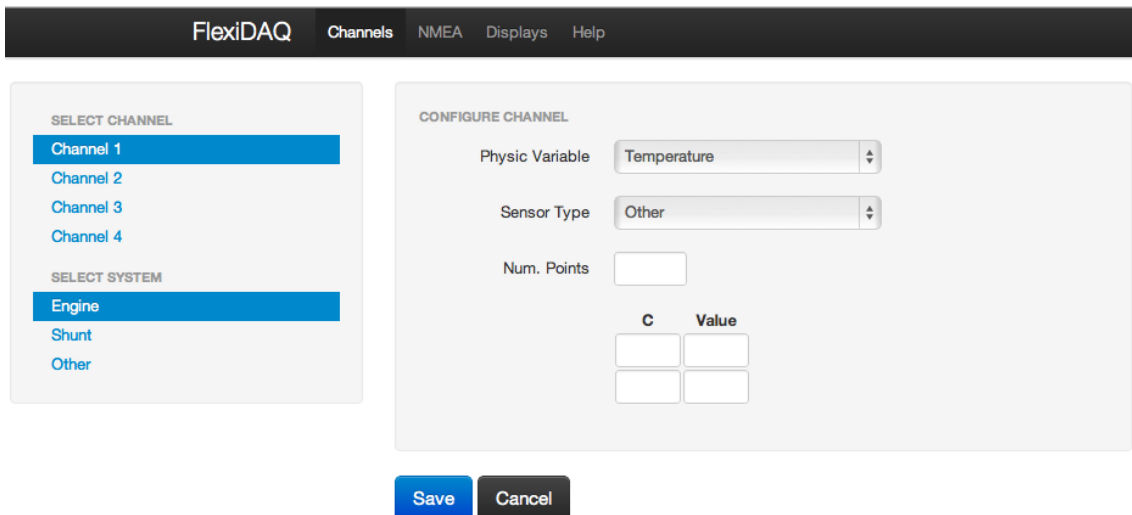 FlexiDAQ Channels NMEA Displays Help
SELECT CHANNEL
Channel 1
Channel 2
Channel 3
Channel 4
SELECT SYSTEM
Engine
Shunt
Other
CONFIGURE CHANNEL
Physic Variable Temperature
Sensor Type Other
Num. Points
C Value
Save Cancel